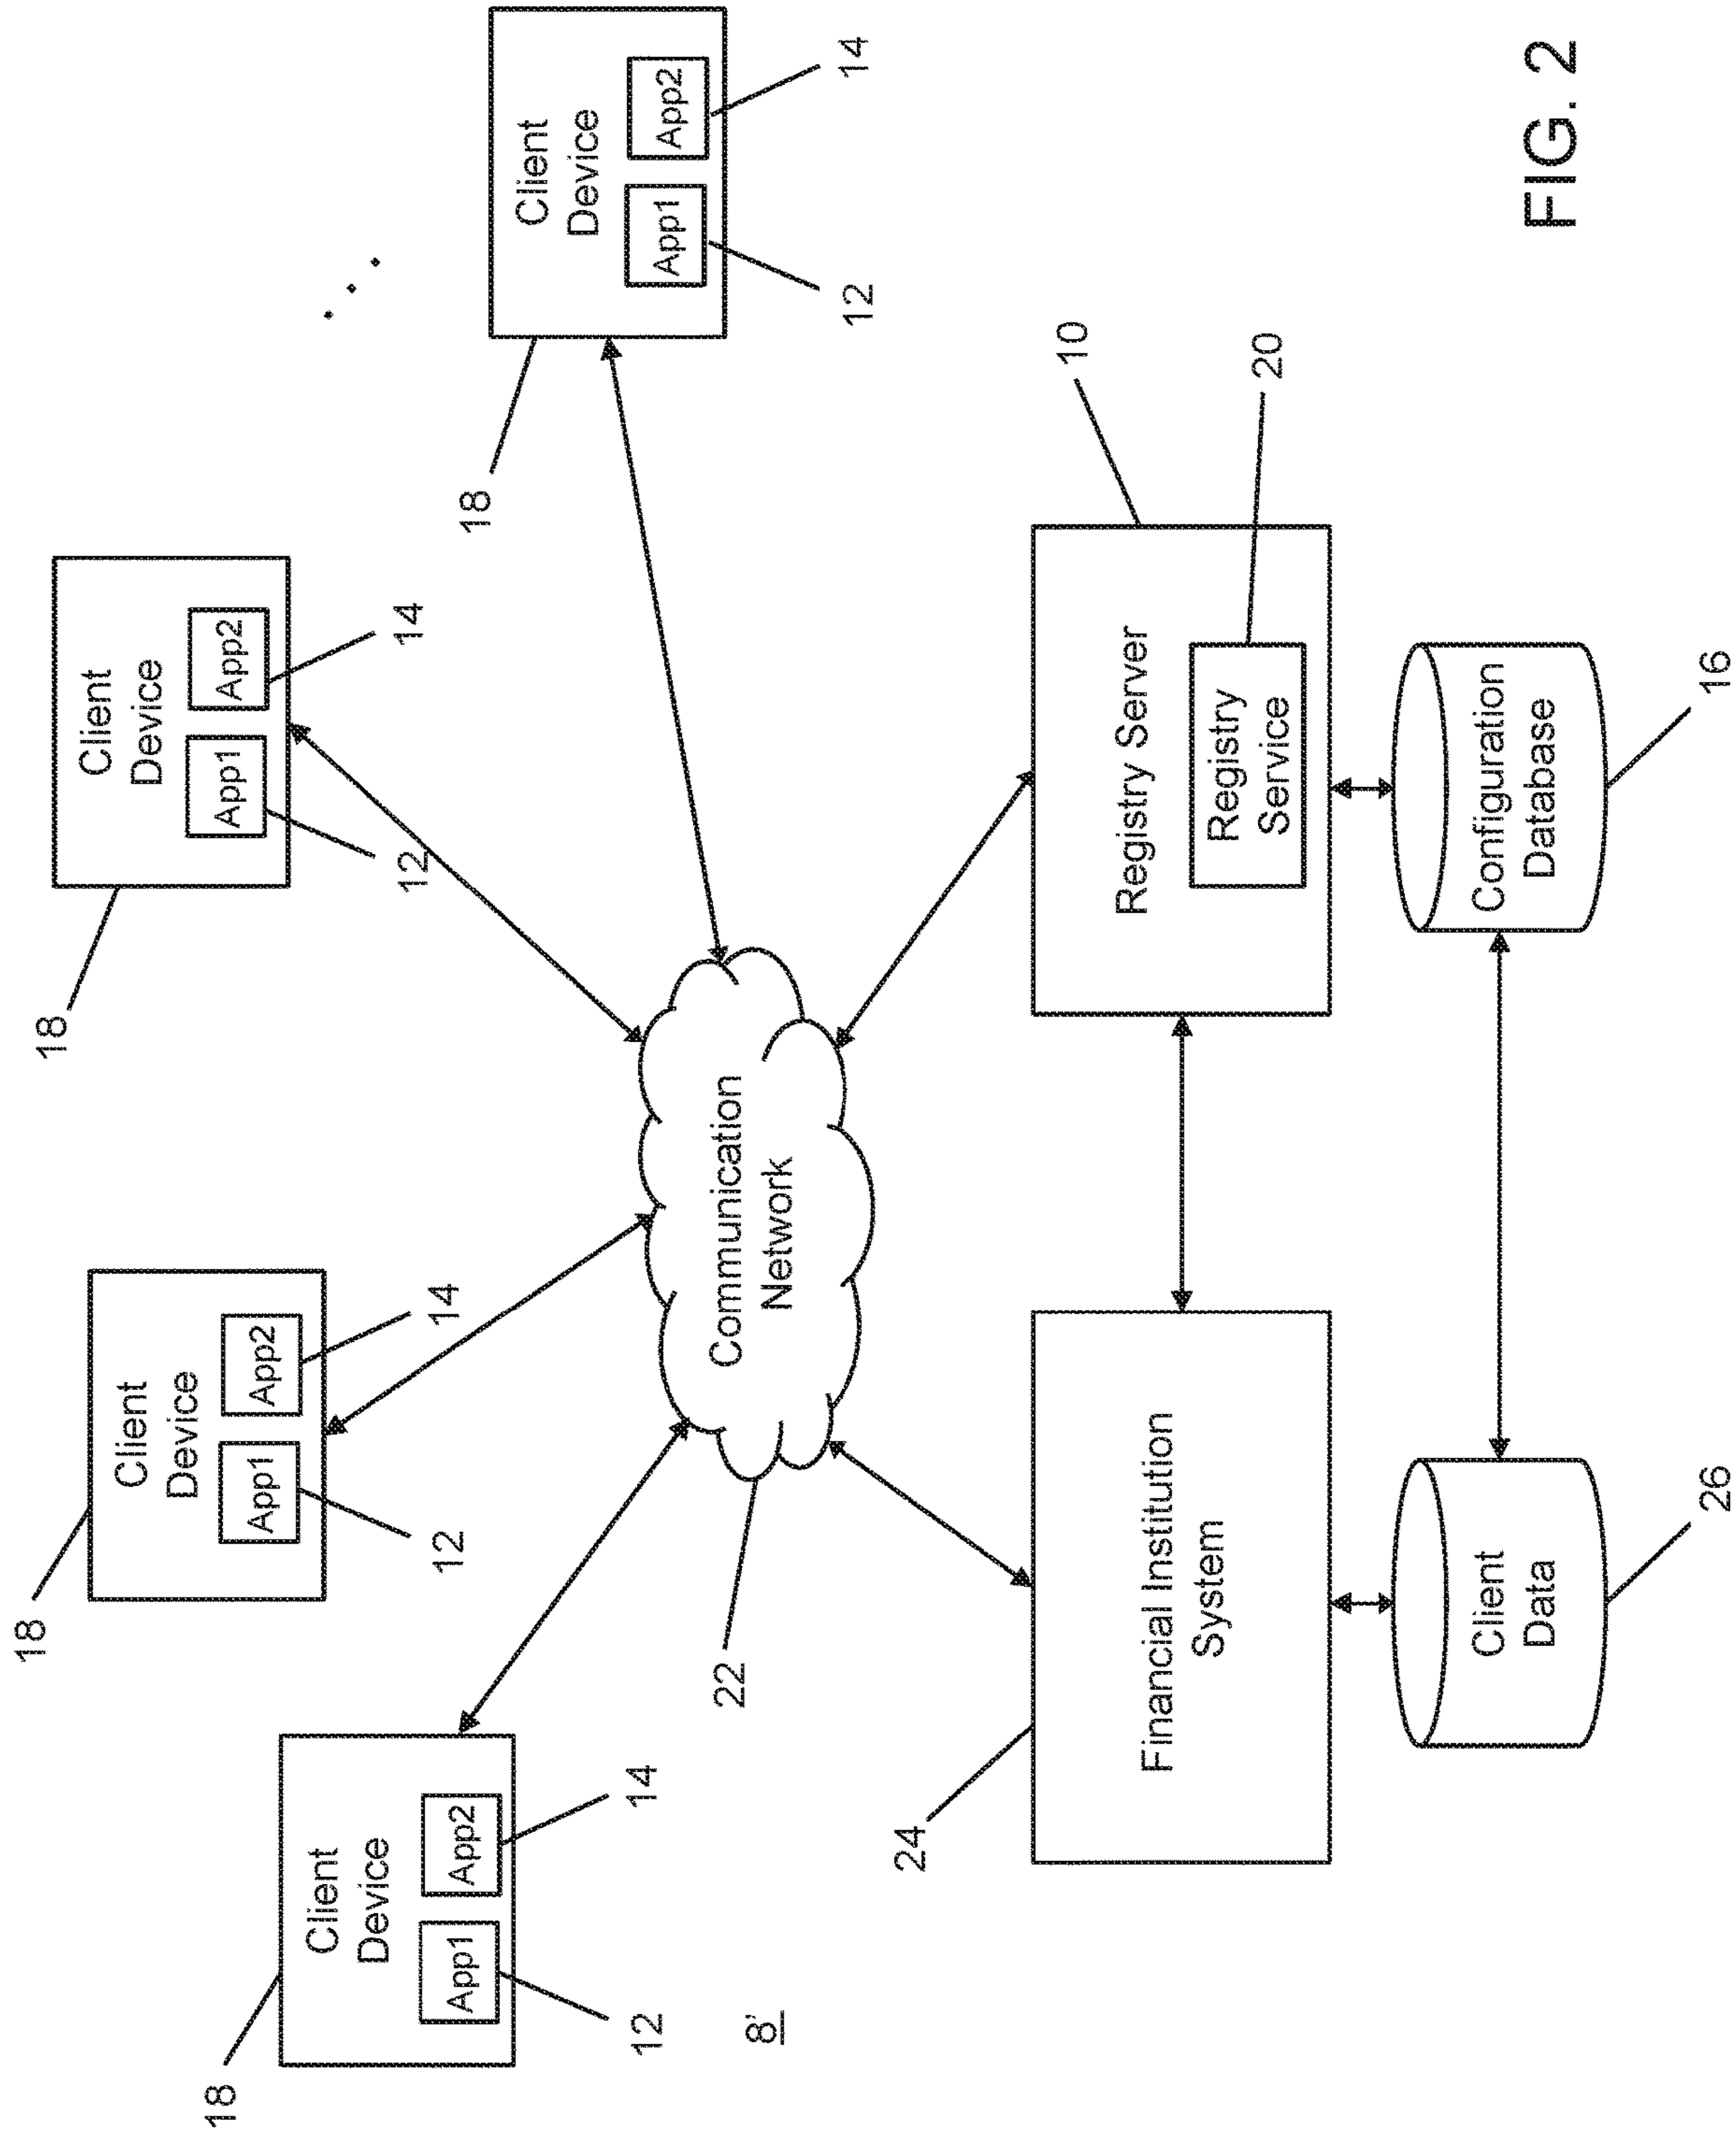 18
Client
Device
App1
App2
12
14
18
Client
Device
App1
App2
12
14
18
Client
Device
App1
App2
12
14
18
Client
Device
App1
App2
12
14
8'
22
Communication
Network
24
Financial Institution
System
10
Registry Server
Registry
Service
20
Client
Data
26
Configuration
Database
16
FIG. 2